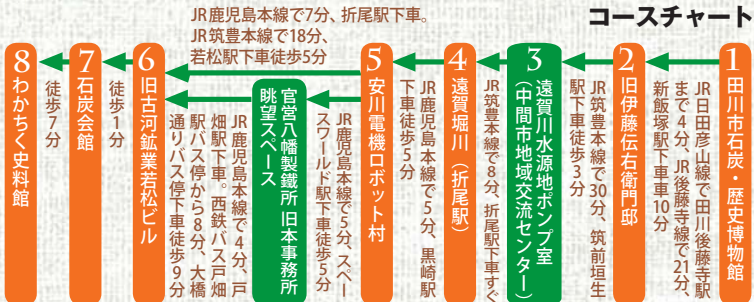 コースチャート
1
田川市石炭・歴史博物館
JR日田彦山線で田川後藤寺駅
まで4分、JR後藤寺線で21分、
新飯塚駅下車車10分
2
旧伊藤伝右衛門邸
JR筑豊本線で30分、筑前垣生
駅下車徒歩3分
3
遠賀川水源地ポンプ室
（中間市地域交流センター）
JR筑豊本線で8分、折尾駅下車すぐ
4
遠賀堀川（折尾駅）
JR鹿児島本線で5分、黒崎駅
下車徒歩5分
5
安川電機ロボット村
JR鹿児島本線で7分、折尾駅下車。
JR筑豊本線で18分、
若松駅下車徒歩5分
JR鹿児島本線で5分、スペー
スワールド駅下車徒歩5分
官営八幡製鐵所 旧本事務所
眺望スペース
JR鹿児島本線で4分、戸
畑駅下車。西鉄バス戸畑
駅バス停から8分、大橋
通りバス停下車徒歩9分
6
旧古河鉱業若松ビル
徒歩1分
7
石炭会館
徒歩7分
8
わかちく史料館